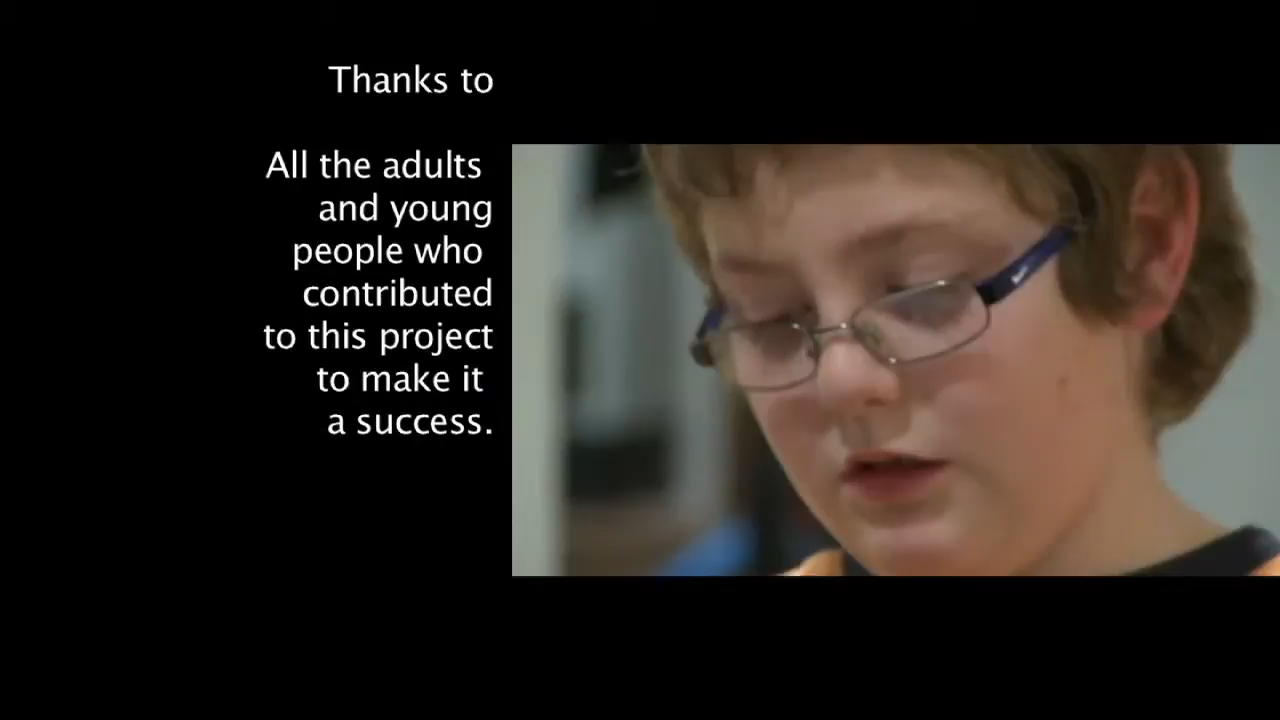 Thanks to
All the adults
and young
people who
contributed
to this project
to make it
a success.